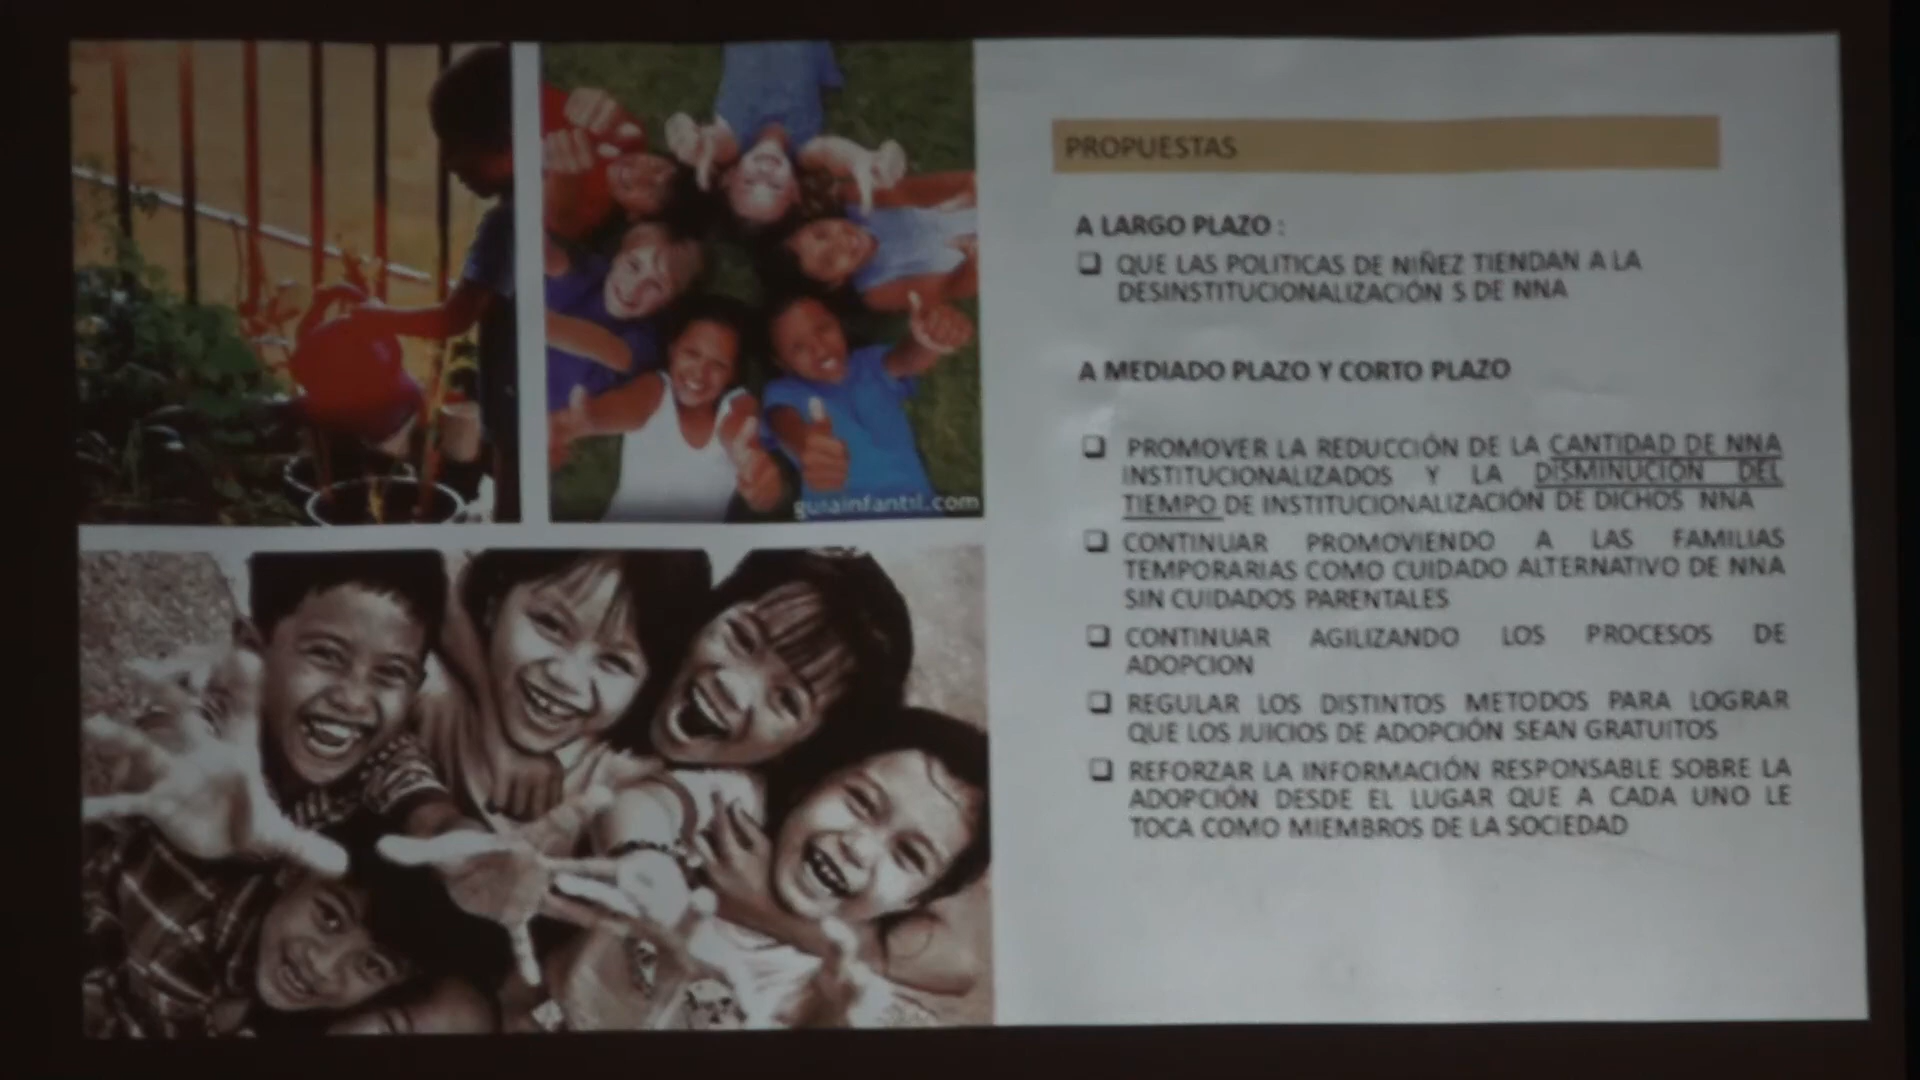 guiainfantil.com
PROPUESTAS
A LARGO PLAZO :
QUE LAS POLITICAS DE NIÑEZ TIENDAN A LA
DESINSTITUCIONALIZACIÓN S DE NNA
A MEDIADO PLAZO Y CORTO PLAZO
PROMOVER LA REDUCCIÓN DE LA CANTIDAD DE NNA
INSTITUCIONALIZADOS Y LA DISMINUCIÓN DEL
TIEMPO DE INSTITUCIONALIZACIÓN DE DICHOS NNA
CONTINUAR PROMOVIENDO A LAS FAMILIAS
TEMPORARIAS COMO CUIDADO ALTERNATIVO DE NNA
SIN CUIDADOS PARENTALES
CONTINUAR AGILIZANDO LOS PROCESOS DE
ADOPCION
REGULAR LOS DISTINTOS METODOS PARA LOGRAR
QUE LOS JUICIOS DE ADOPCIÓN SEAN GRATUITOS
REFORZAR LA INFORMACIÓN RESPONSABLE SOBRE LA
ADOPCIÓN DESDE EL LUGAR QUE A CADA UNO LE
TOCA COMO MIEMBROS DE LA SOCIEDAD